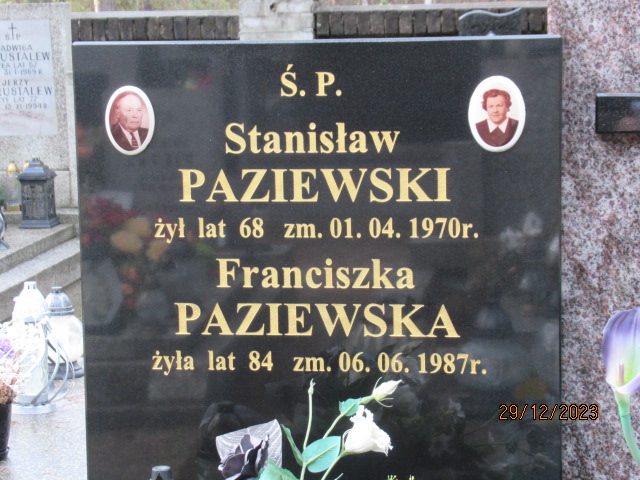 Ś. P.
Stanisław
PAZIEWSKI
żył lat 68 zm. 01. 04. 1970r.
Franciszka
PAZIEWSKA
żyła lat 84 zm. 06. 06. 1987r.
29/12/2023